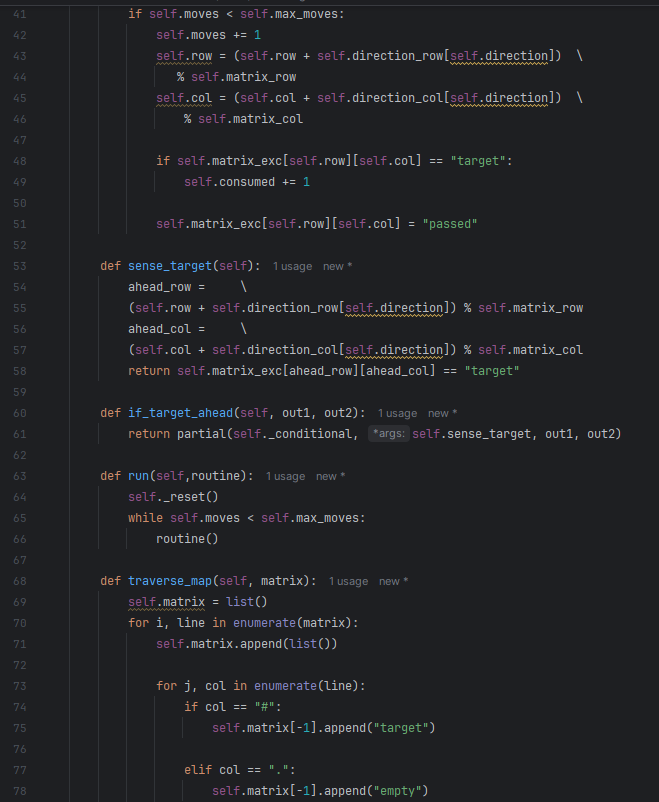 41 if self.moves < self.max_moves:
42 self.moves += 1
43 self.row = (self.row + self.direction_row[self.direction]) \
44 % self.matrix_row
45 self.col = (self.col + self.direction_col[self.direction]) \
46 % self.matrix_col
47
48 if self.matrix_exc[self.row][self.col] == "target":
49 self.consumed += 1
50
51 self.matrix_exc[self.row][self.col] = "passed"
52
53 def sense_target(self): 1 usage new *
54 ahead_row = \
55 (self.row + self.direction_row[self.direction]) % self.matrix_row
56 ahead_col = \
57 (self.col + self.direction_col[self.direction]) % self.matrix_col
58 return self.matrix_exc[ahead_row][ahead_col] == "target"
59
60 def if_target_ahead(self, out1, out2): 1 usage new *
61 return partial(self._conditional, *args: self.sense_target, out1, out2)
62
63 def run(self,routine): 1 usage new *
64 self._reset()
65 while self.moves < self.max_moves:
66 routine()
67
68 def traverse_map(self, matrix): 1 usage new *
69 self.matrix = list()
70 for i, line in enumerate(matrix):
71 self.matrix.append(list())
72
73 for j, col in enumerate(line):
74 if col == "#":
75 self.matrix[-1].append("target")
76
77 elif col == ".":
78 self.matrix[-1].append("empty")